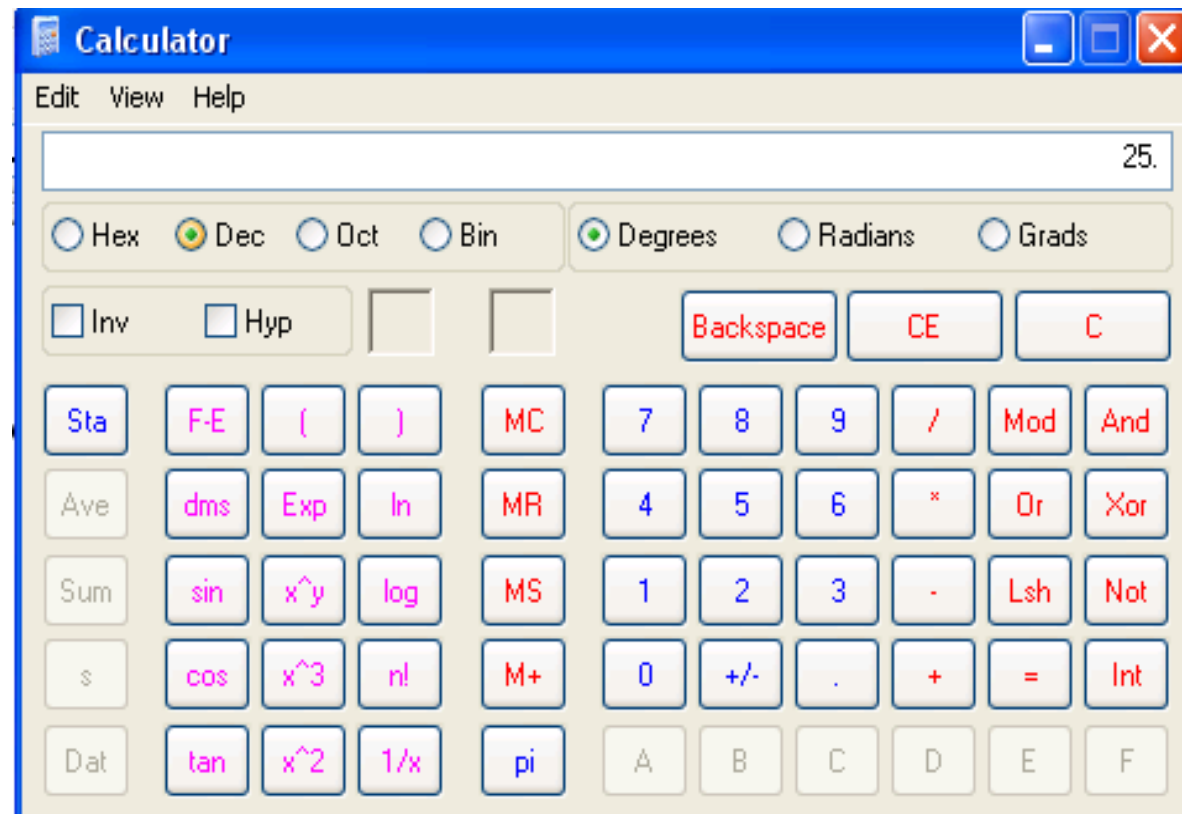 Calculator
Edit View Help
25.
Hex Dec Oct Bin Degrees Radians Grads
Inv Hyp Backspace CE C
Sta F-E ( ) MC 7 8 9 / Mod And
Ave dms Exp ln MR 4 5 6 * Or Xor
Sum sin x^y log MS 1 2 3 - Lsh Not
s cos x^3 n! M+ 0 +/- . + = Int
Dat tan x^2 1/x pi A B C D E F